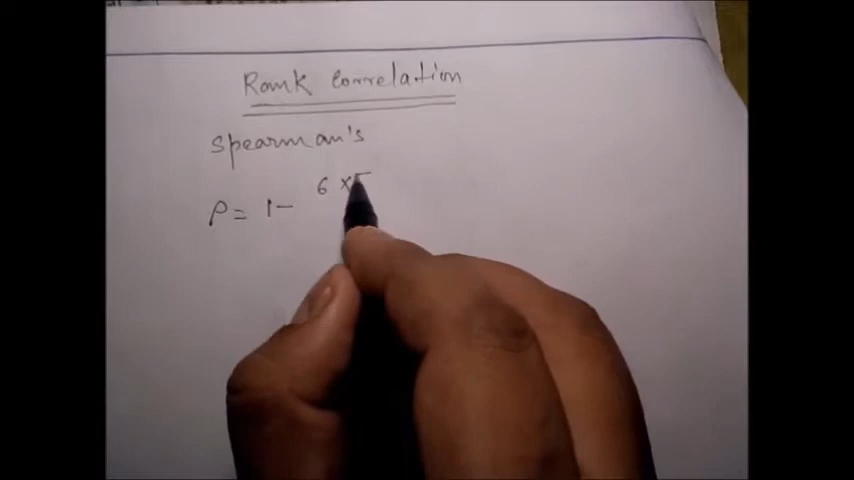 Rank Correlation
Spearman's
ρ = 1 - 6 ×